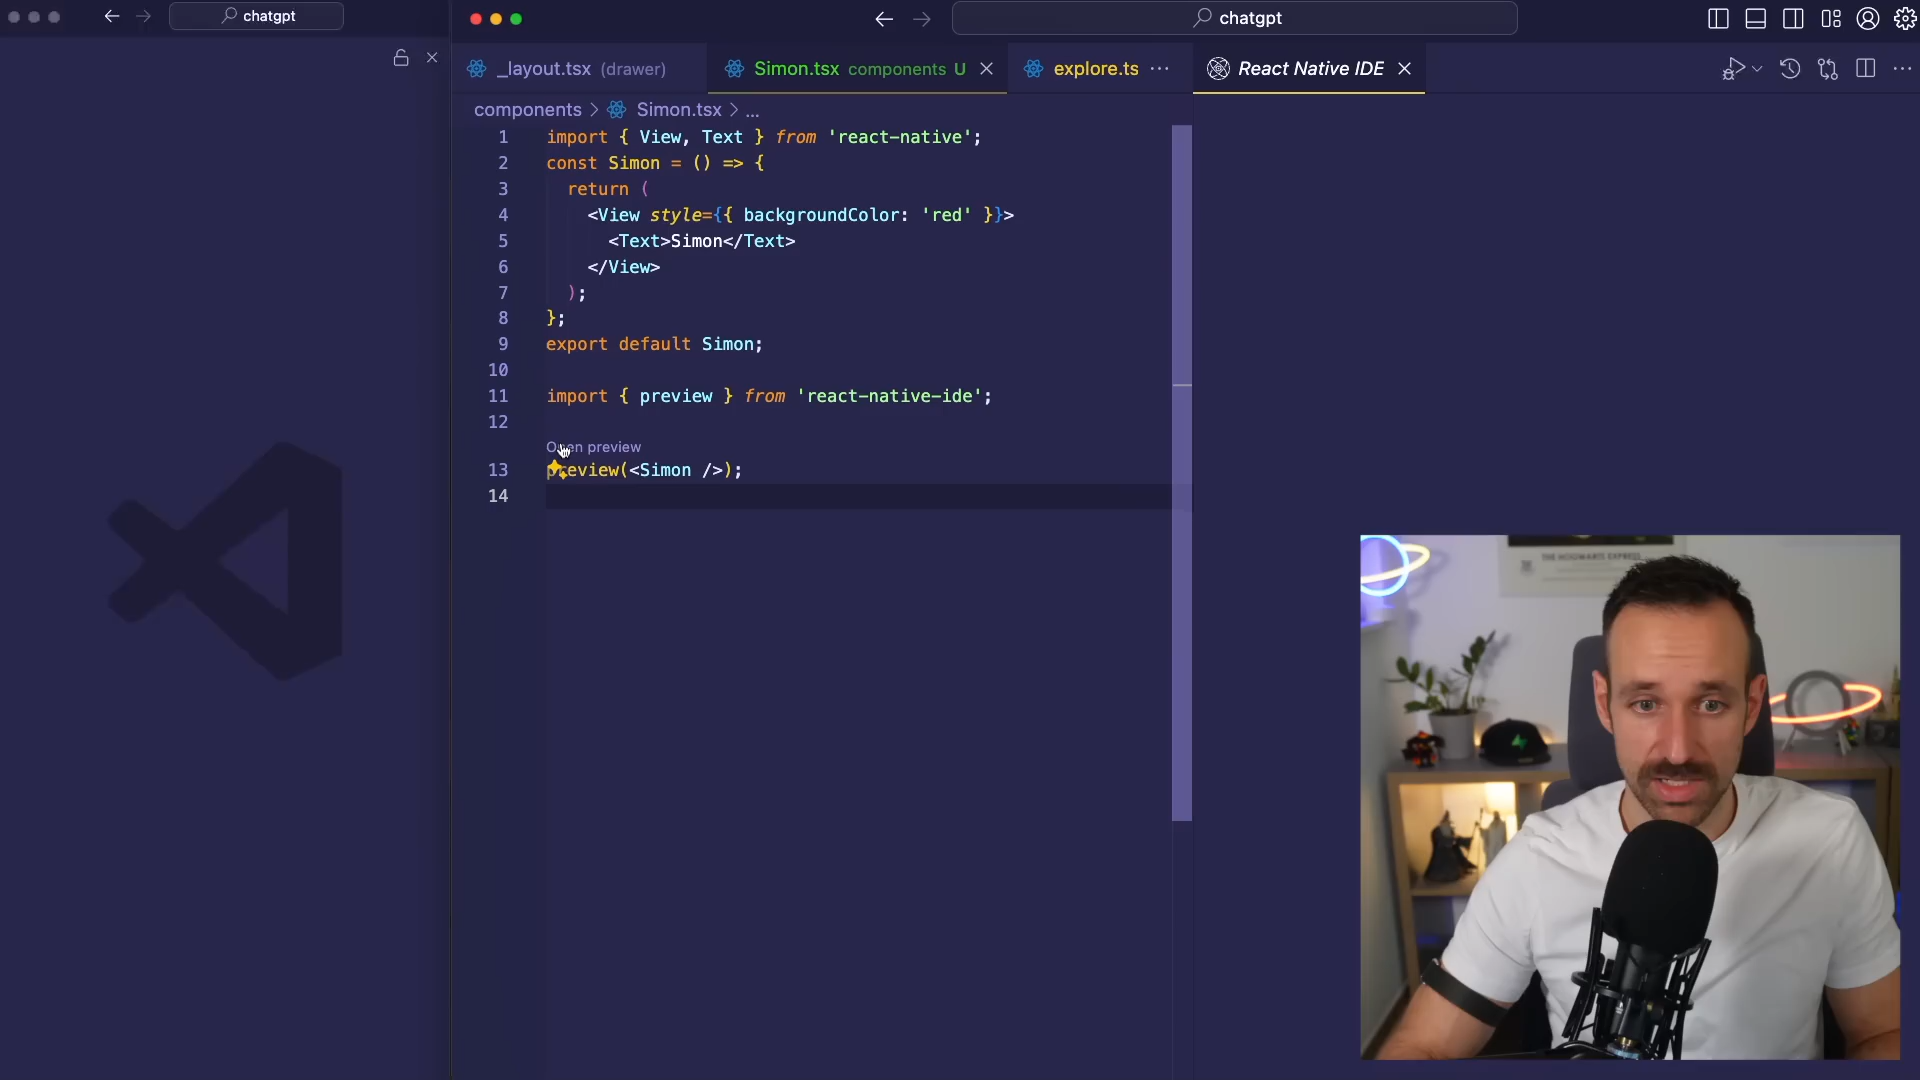 chatgpt
chatgpt
_layout.tsx (drawer)
Simon.tsx components U
explore.ts ...
React Native IDE
components > Simon.tsx > ...
1 import { View, Text } from 'react-native';
2 const Simon = () => {
3 return (
4 <View style={{ backgroundColor: 'red' }}>
5 <Text>Simon</Text>
6 </View>
7 );
8 };
9 export default Simon;
10
11 import { preview } from 'react-native-ide';
12
Open preview
13 preview(<Simon />);
14
THE HOGWARTS EXPRESS